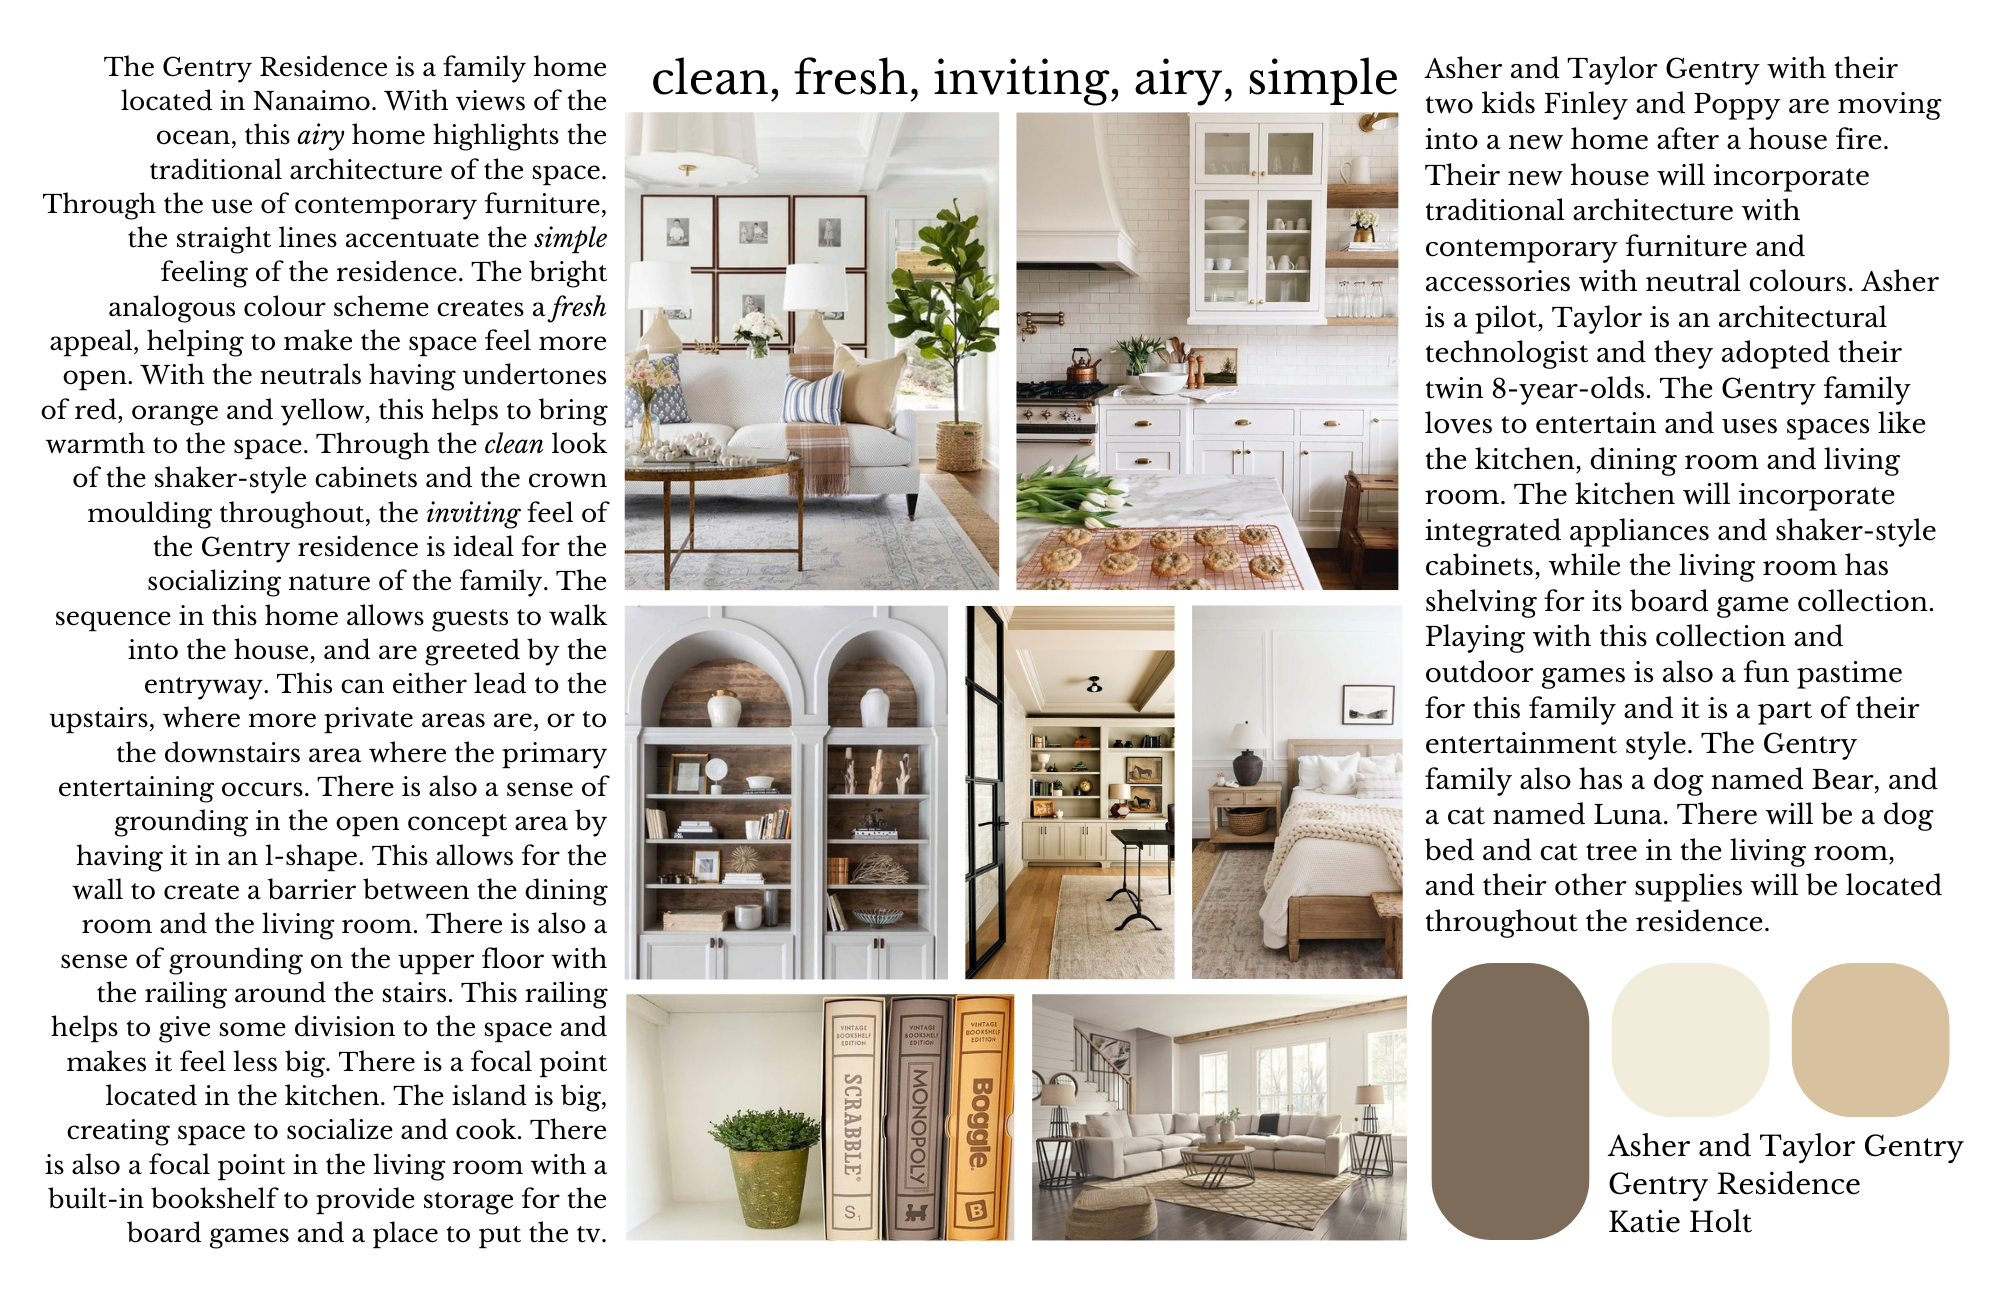 The Gentry Residence is a family home
located in Nanaimo. With views of the
ocean, this airy home highlights the
traditional architecture of the space.
Through the use of contemporary furniture,
the straight lines accentuate the simple
feeling of the residence. The bright
analogous colour scheme creates a fresh
appeal, helping to make the space feel more
open. With the neutrals having undertones
of red, orange and yellow, this helps to bring
warmth to the space. Through the clean look
of the shaker-style cabinets and the crown
moulding throughout, the inviting feel of
the Gentry residence is ideal for the
socializing nature of the family. The
sequence in this home allows guests to walk
into the house, and are greeted by the
entryway. This can either lead to the
upstairs, where more private areas are, or to
the downstairs area where the primary
entertaining occurs. There is also a sense of
grounding in the open concept area by
having it in an l-shape. This allows for the
wall to create a barrier between the dining
room and the living room. There is also a
sense of grounding on the upper floor with
the railing around the stairs. This railing
helps to give some division to the space and
makes it feel less big. There is a focal point
located in the kitchen. The island is big,
creating space to socialize and cook. There
is also a focal point in the living room with a
built-in bookshelf to provide storage for the
board games and a place to put the tv.
clean, fresh, inviting, airy, simple
VINTAGE
BOOKSHELF
EDITION
SCRABBLE
S1
VINTAGE
BOOKSHELF
EDITION
MONOPOLY
VINTAGE
BOOKSHELF
EDITION
Boggle
B
Asher and Taylor Gentry with their
two kids Finley and Poppy are moving
into a new home after a house fire.
Their new house will incorporate
traditional architecture with
contemporary furniture and
accessories with neutral colours. Asher
is a pilot, Taylor is an architectural
technologist and they adopted their
twin 8-year-olds. The Gentry family
loves to entertain and uses spaces like
the kitchen, dining room and living
room. The kitchen will incorporate
integrated appliances and shaker-style
cabinets, while the living room has
shelving for its board game collection.
Playing with this collection and
outdoor games is also a fun pastime
for this family and it is a part of their
entertainment style. The Gentry
family also has a dog named Bear, and
a cat named Luna. There will be a dog
bed and cat tree in the living room,
and their other supplies will be located
throughout the residence.
Asher and Taylor Gentry
Gentry Residence
Katie Holt